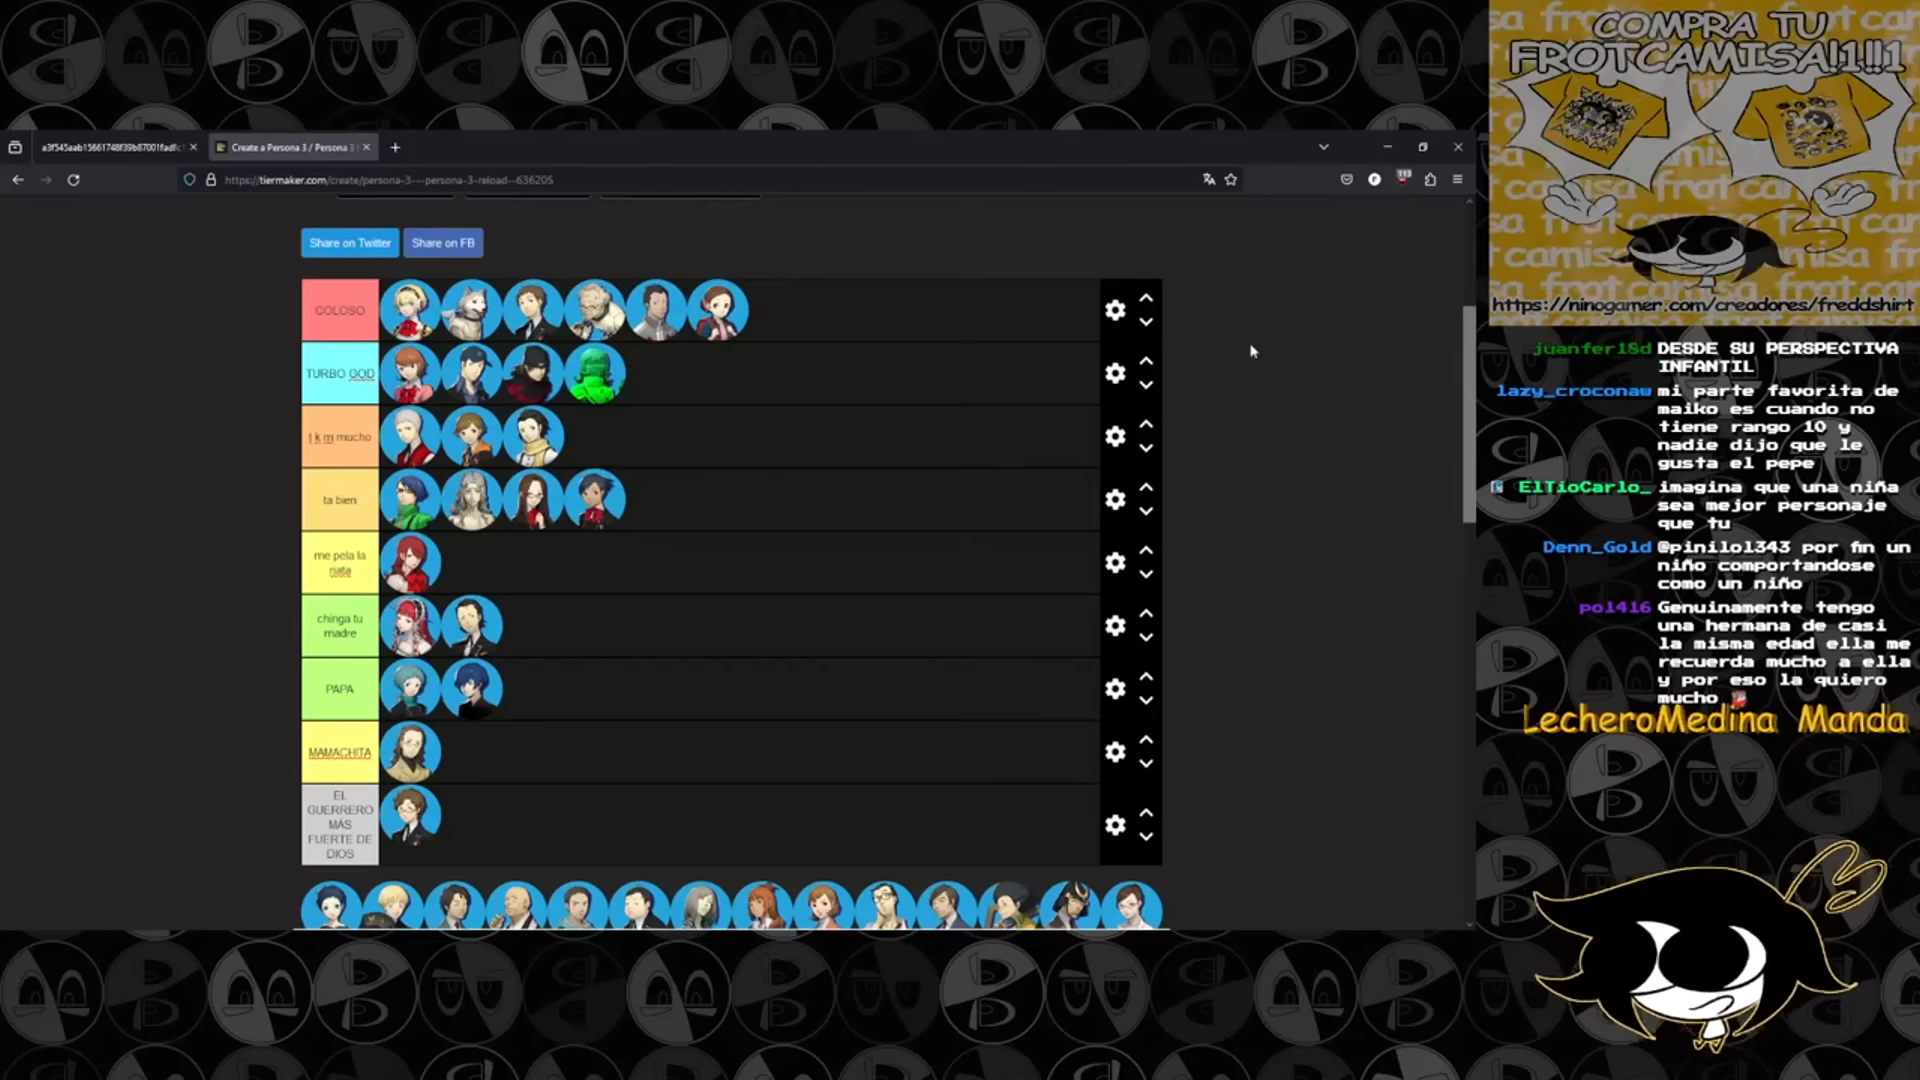 COMPRA TU
FROTCAMISA!1!!1
https://ninogamer.com/creadores/freddshirt
Create a Persona 3 / Persona 3
https://tiermaker.com/create/persona-3---persona-3-reload--636205
Share on Twitter
Share on FB
COLOSO
TURBO GOD
t k m mucho
ta bien
me pela la
riata
chinga tu
madre
PAPA
MAMACHITA
EL
GUERRERO
MÁS
FUERTE DE
DIOS
juanfer18d DESDE SU PERSPECTIVA
INFANTIL
lazy_croconaw mi parte favorita de
maiko es cuando no
tiene rango 10 y
nadie dijo que le
gusta el pepe
ElTioCarlo_ imagina que una niña
sea mejor personaje
que tu
Denn_Gold @pinilo1343 por fin un
niño comportandose
como un niño
pol416 Genuinamente tengo
una hermana de casi
la misma edad ella me
recuerda mucho a ella
y por eso la quiero
mucho
LecheroMedina Manda